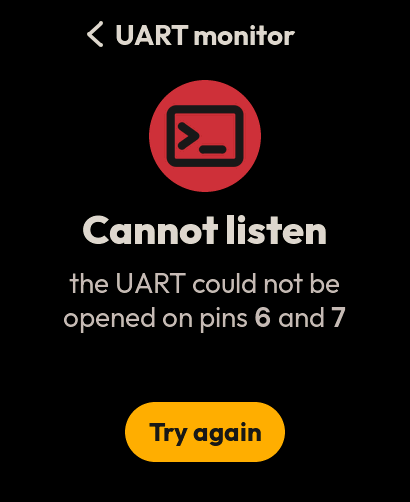 UART monitor
Cannot listen
the UART could not be
opened on pins 6 and 7
Try again